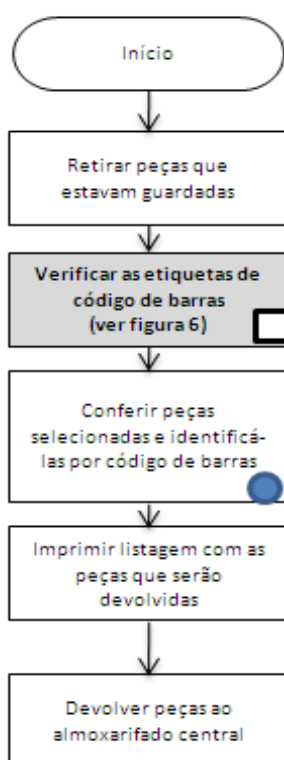 Início
Retirar peças que
estavam guardadas
Verificar as etiquetas de
código de barras
(ver figura 6)
Conferir peças
selecionadas e identificá-
las por código de barras
Imprimir listagem com as
peças que serão
devolvidas
Devolver peças ao
almoxarifado central